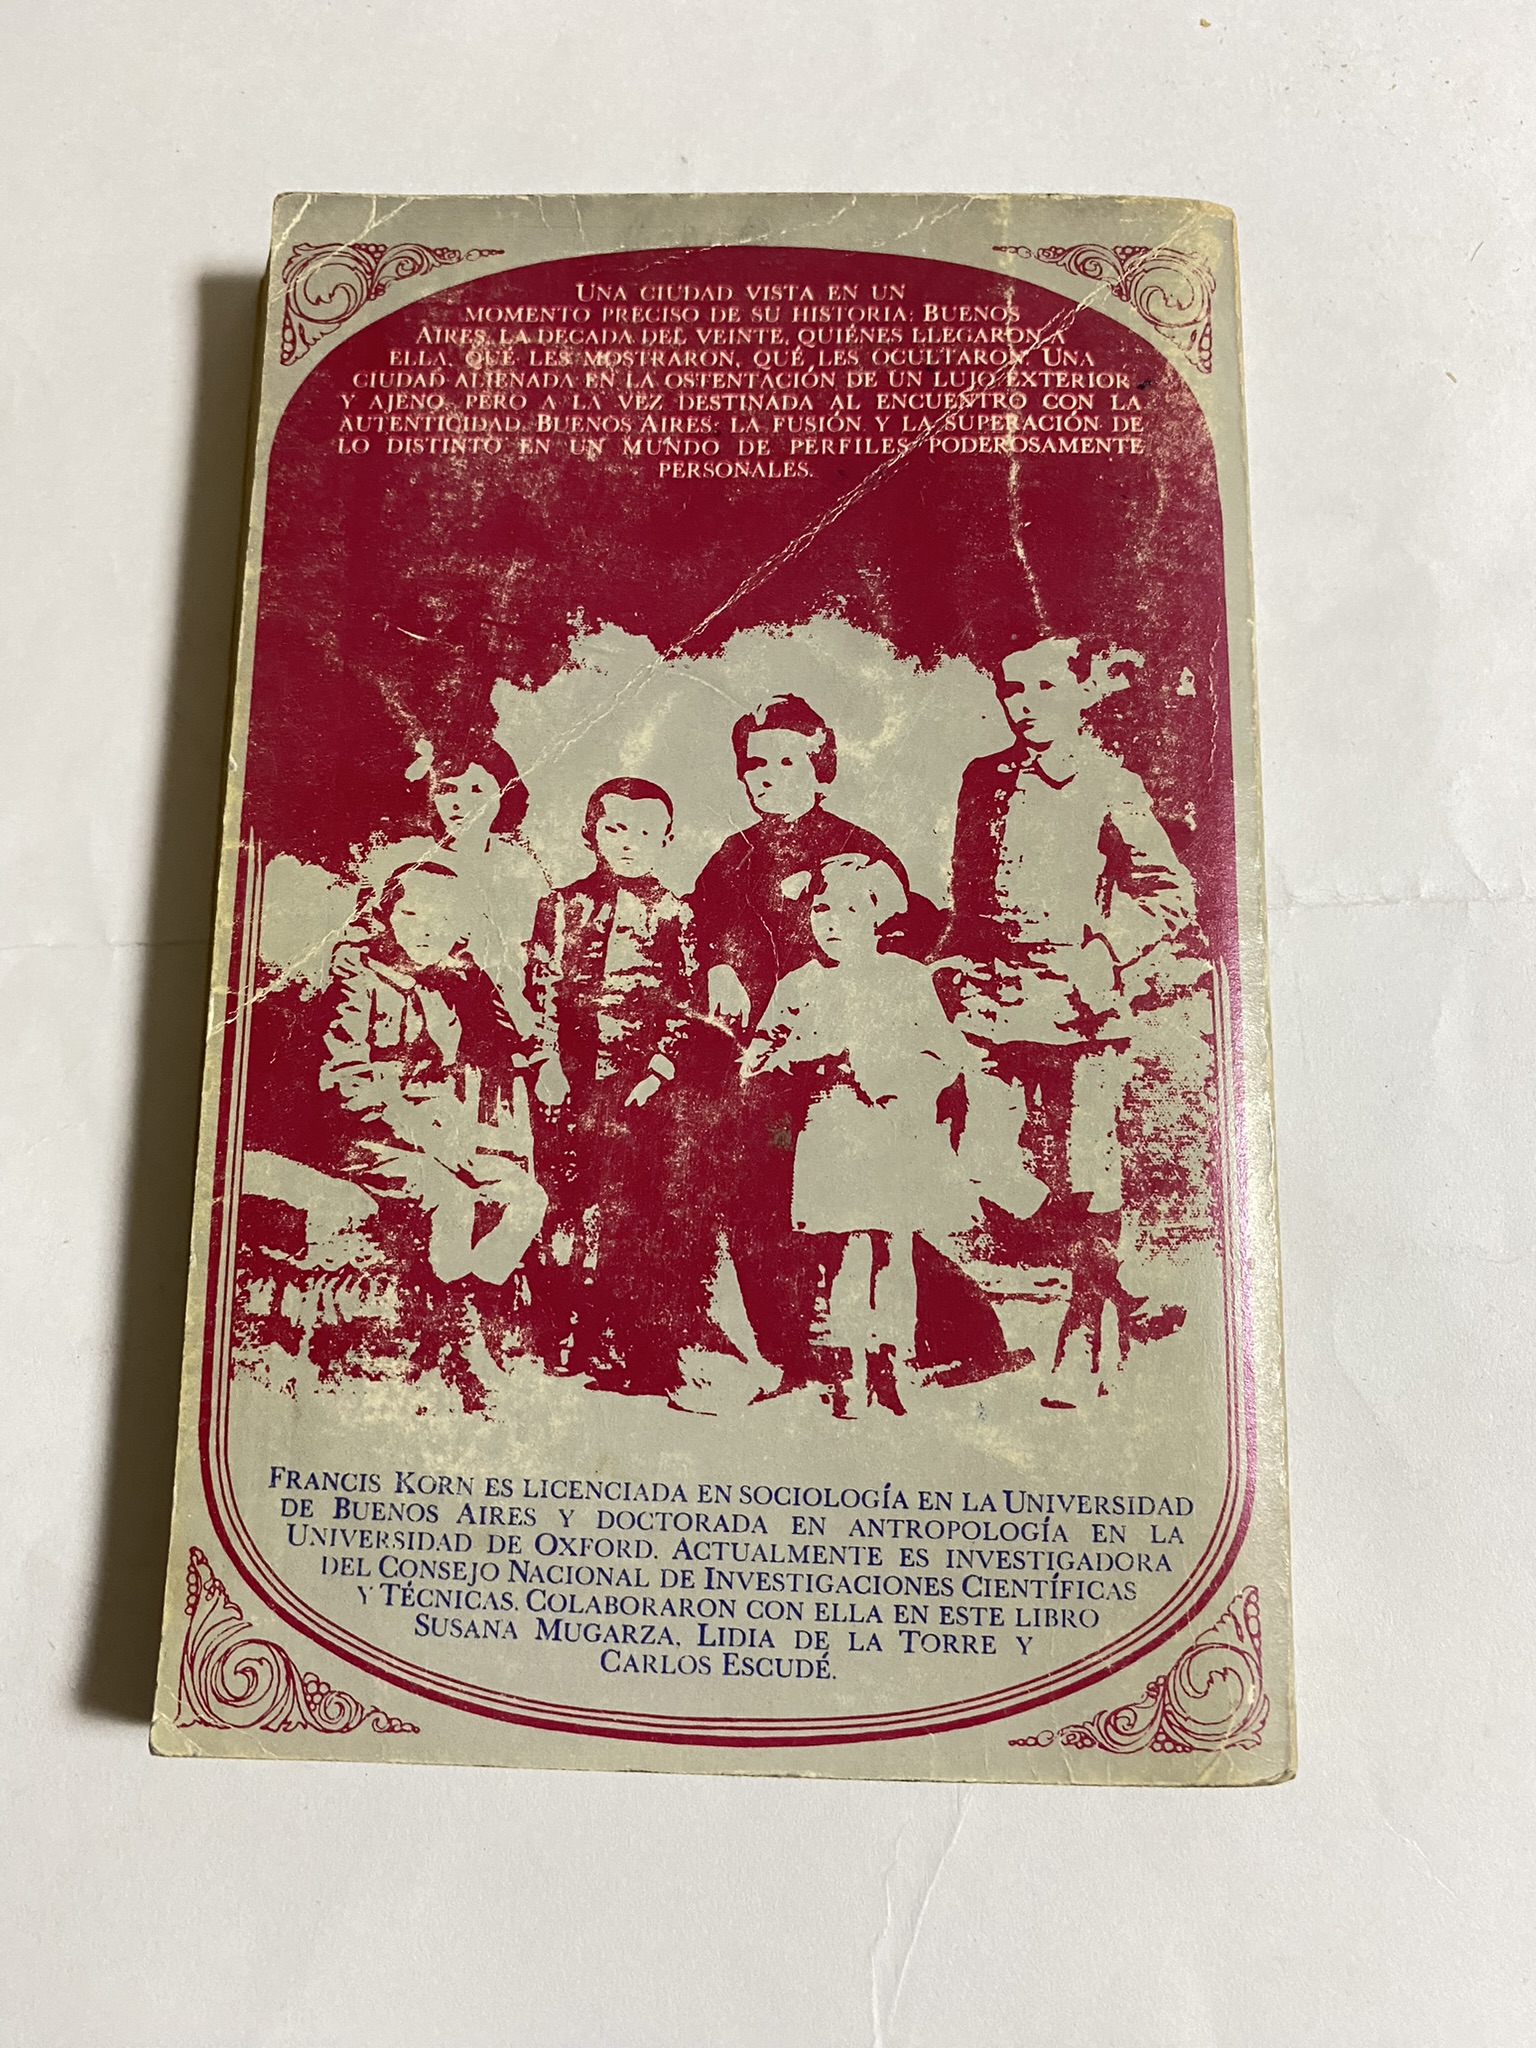 UNA CIUDAD VISTA EN UN
MOMENTO PRECISO DE SU HISTORIA: BUENOS
AIRES, LA DECADA DEL VEINTE. QUIÉNES LLEGARON A
ELLA, QUÉ LES MOSTRARON, QUÉ LES OCULTARON. UNA
CIUDAD ALIENADA EN LA OSTENTACIÓN DE UN LUJO EXTERIOR
Y AJENO, PERO A LA VEZ DESTINADA AL ENCUENTRO CON LA
AUTENTICIDAD. BUENOS AIRES: LA FUSIÓN Y LA SUPERACIÓN DE
LO DISTINTO EN UN MUNDO DE PERFILES PODEROSAMENTE
PERSONALES.
FRANCIS KORN ES LICENCIADA EN SOCIOLOGÍA EN LA UNIVERSIDAD
DE BUENOS AIRES Y DOCTORADA EN ANTROPOLOGÍA EN LA
UNIVERSIDAD DE OXFORD. ACTUALMENTE ES INVESTIGADORA
DEL CONSEJO NACIONAL DE INVESTIGACIONES CIENTÍFICAS
Y TÉCNICAS. COLABORARON CON ELLA EN ESTE LIBRO
SUSANA MUGARZA, LIDIA DE LA TORRE Y
CARLOS ESCUDÉ.